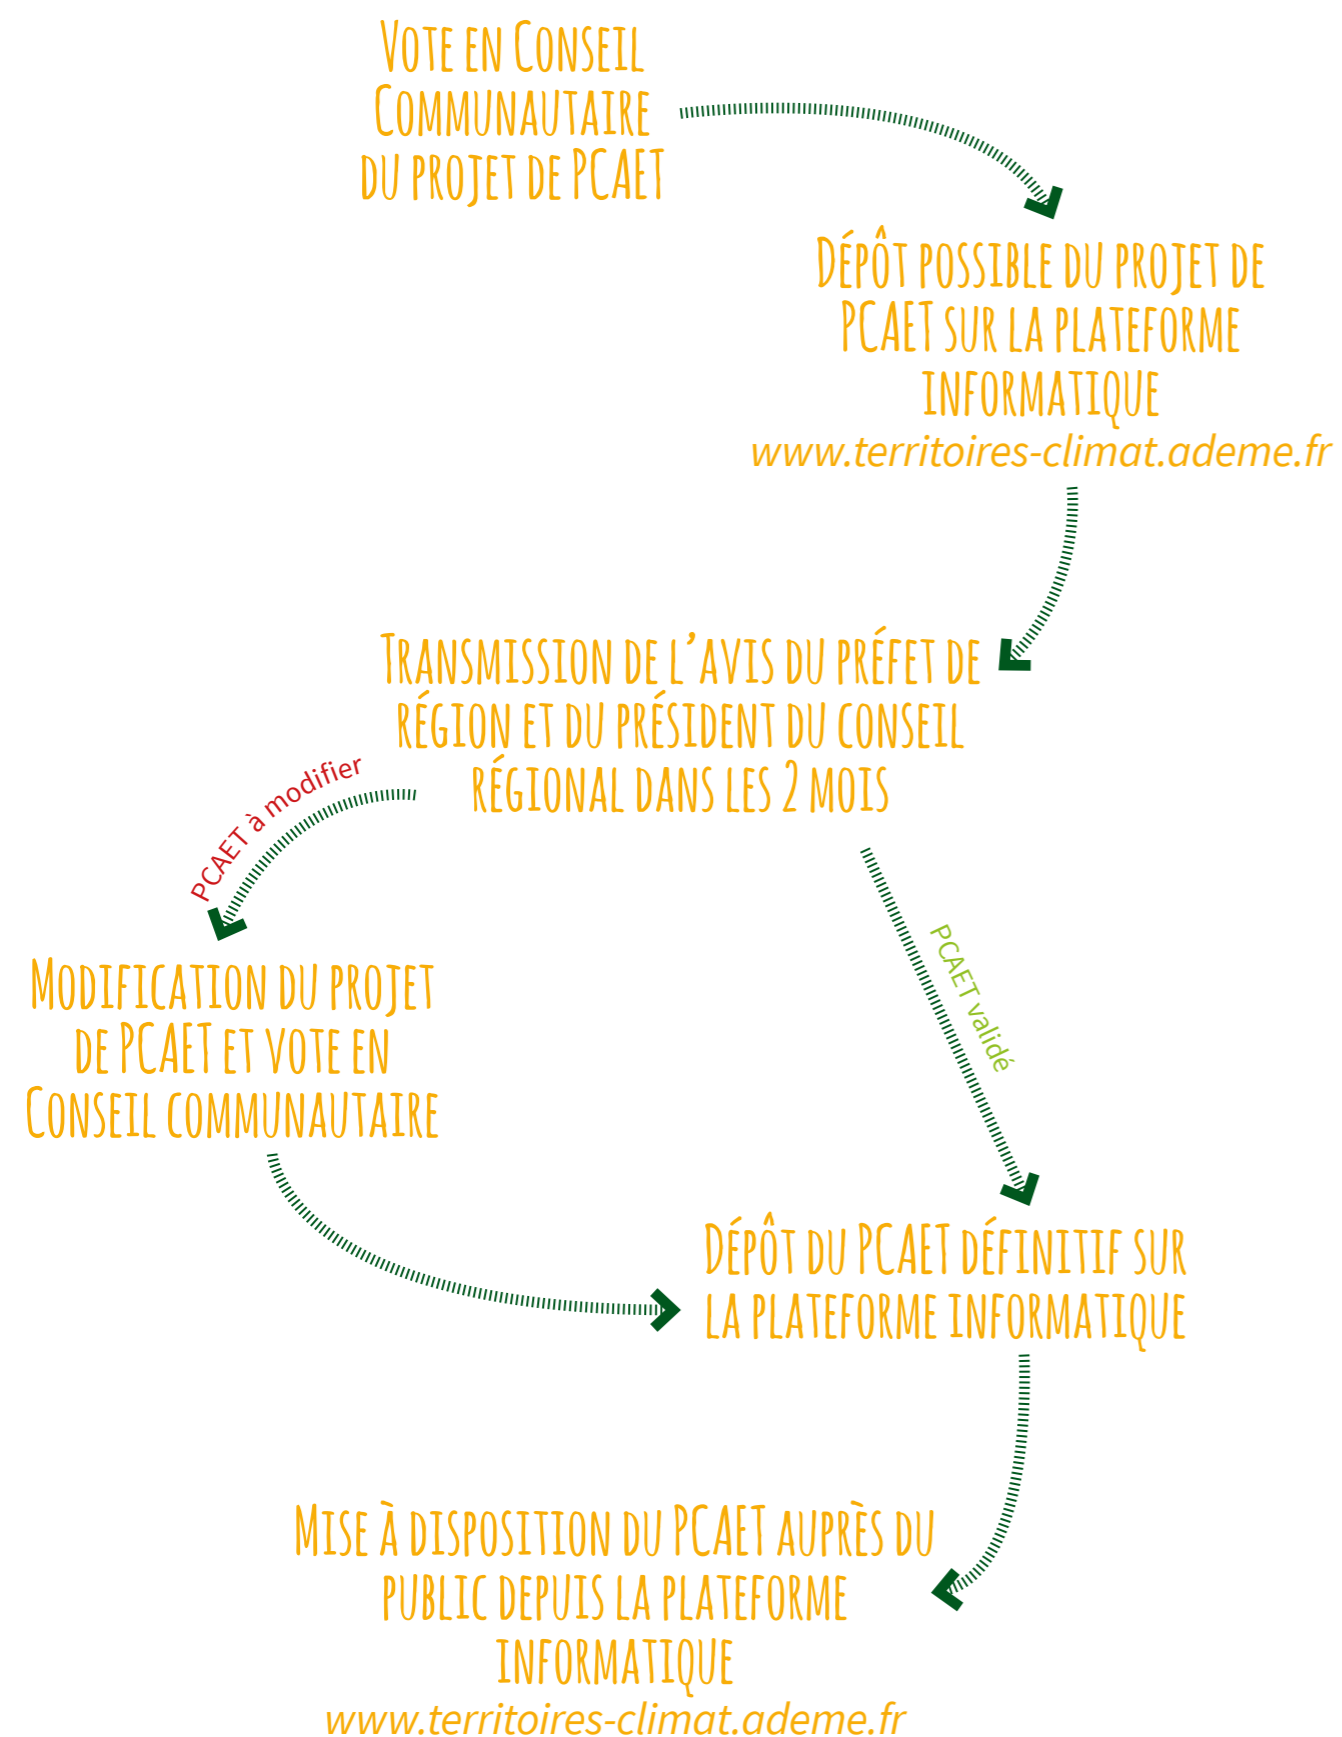 Vote en Conseil
Communautaire
du projet de PCAET
Dépôt possible du projet de
PCAET sur la plateforme
informatique
www.territoires-climat.ademe.fr
Transmission de l’avis du préfet de
région et du président du conseil
régional dans les 2 mois
PCAET à modifier
PCAET validé
Modification du projet
de PCAET et vote en
Conseil communautaire
Dépôt du PCAET définitif sur
la plateforme informatique
Mise à disposition du PCAET auprès du
public depuis la plateforme
informatique
www.territoires-climat.ademe.fr